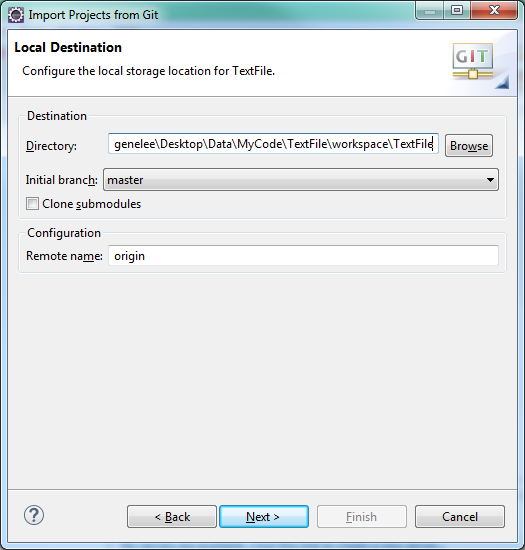 Import Projects from Git
Local Destination
Configure the local storage location for TextFile.
GIT
Destination
Directory: genelee\Desktop\Data\MyCode\TextFile\workspace\TextFile Browse
Initial branch: master
Clone submodules
Configuration
Remote name: origin
? < Back Next > Finish Cancel